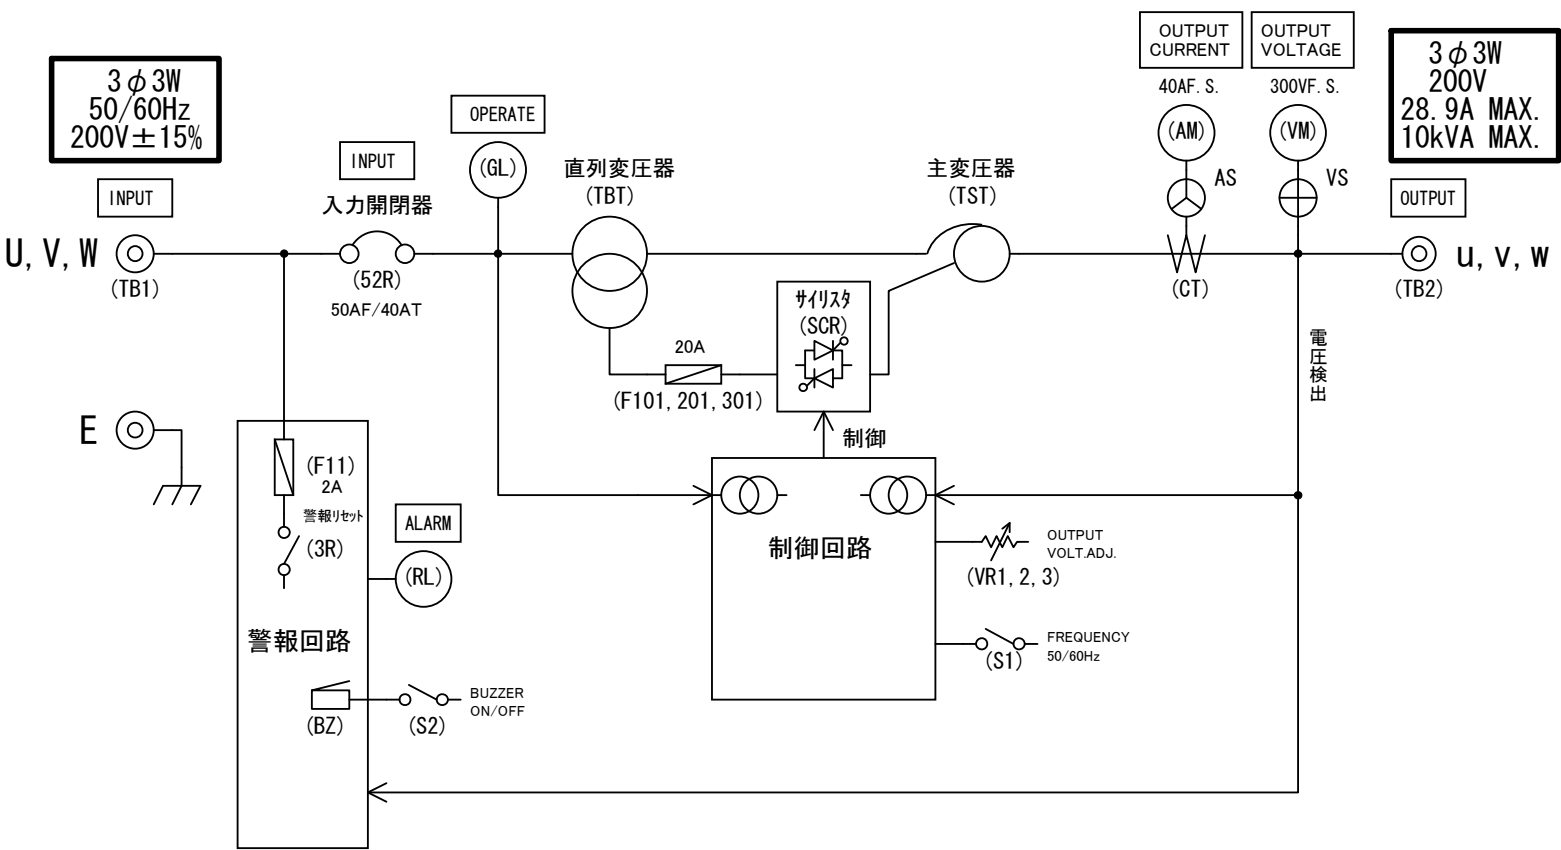 3φ3W
50/60Hz
200V±15%
INPUT
U,V,W
(TB1)
E
INPUT
入力開閉器
(52R)
50AF/40AT
OPERATE
(GL)
直列変圧器
(TBT)
20A
(F101,201,301)
サイリスタ
(SCR)
制御
主変圧器
(TST)
OUTPUT
CURRENT
40AF.S.
(AM)
AS
(CT)
OUTPUT
VOLTAGE
300VF.S.
(VM)
VS
3φ3W
200V
28.9A MAX.
10kVA MAX.
OUTPUT
u,v,w
(TB2)
電圧検出
(F11)
2A
警報リセット
(3R)
ALARM
(RL)
警報回路
(BZ)
(S2)
BUZZER
ON/OFF
制御回路
OUTPUT
VOLT.ADJ.
(VR1,2,3)
(S1)
FREQUENCY
50/60Hz